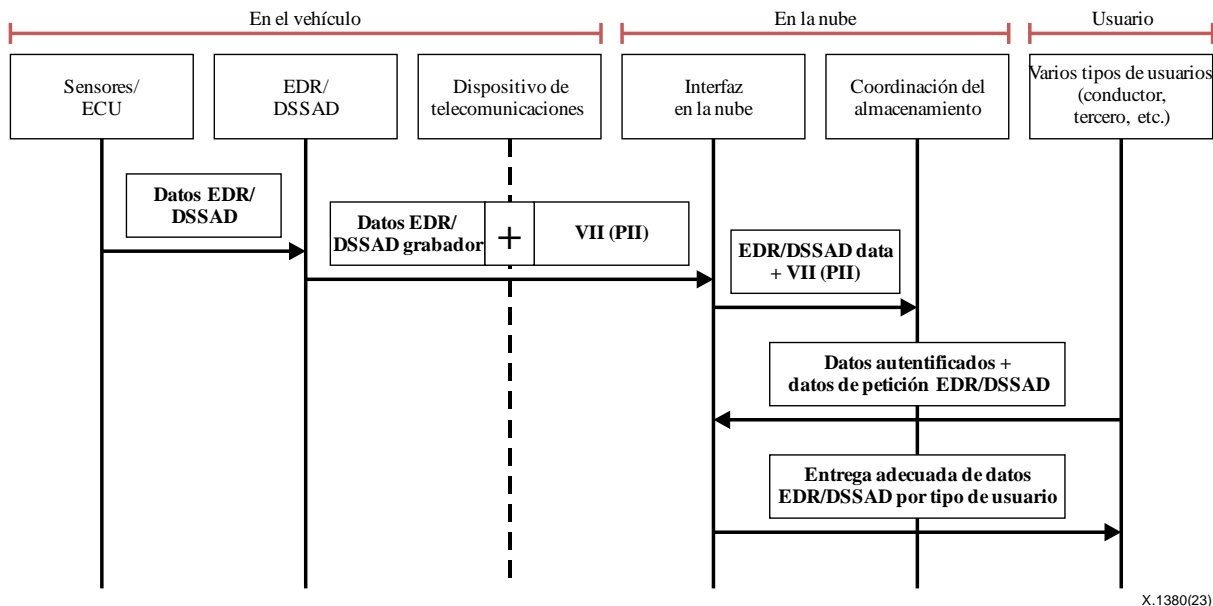 En el vehículo
En la nube
Usuario
Sensores/
ECU
EDR/
DSSAD
Dispositivo de
telecomunicaciones
Interfaz
en la nube
Coordinación del
almacenamiento
Varios tipos de usuarios
(conductor,
tercero, etc.)
Datos EDR/
DSSAD
Datos EDR/
DSSAD grabador
+
VII (PII)
EDR/DSSAD data
+ VII (PII)
Datos autentificados +
datos de petición EDR/DSSAD
Entrega adecuada de datos
EDR/DSSAD por tipo de usuario
X.1380(23)